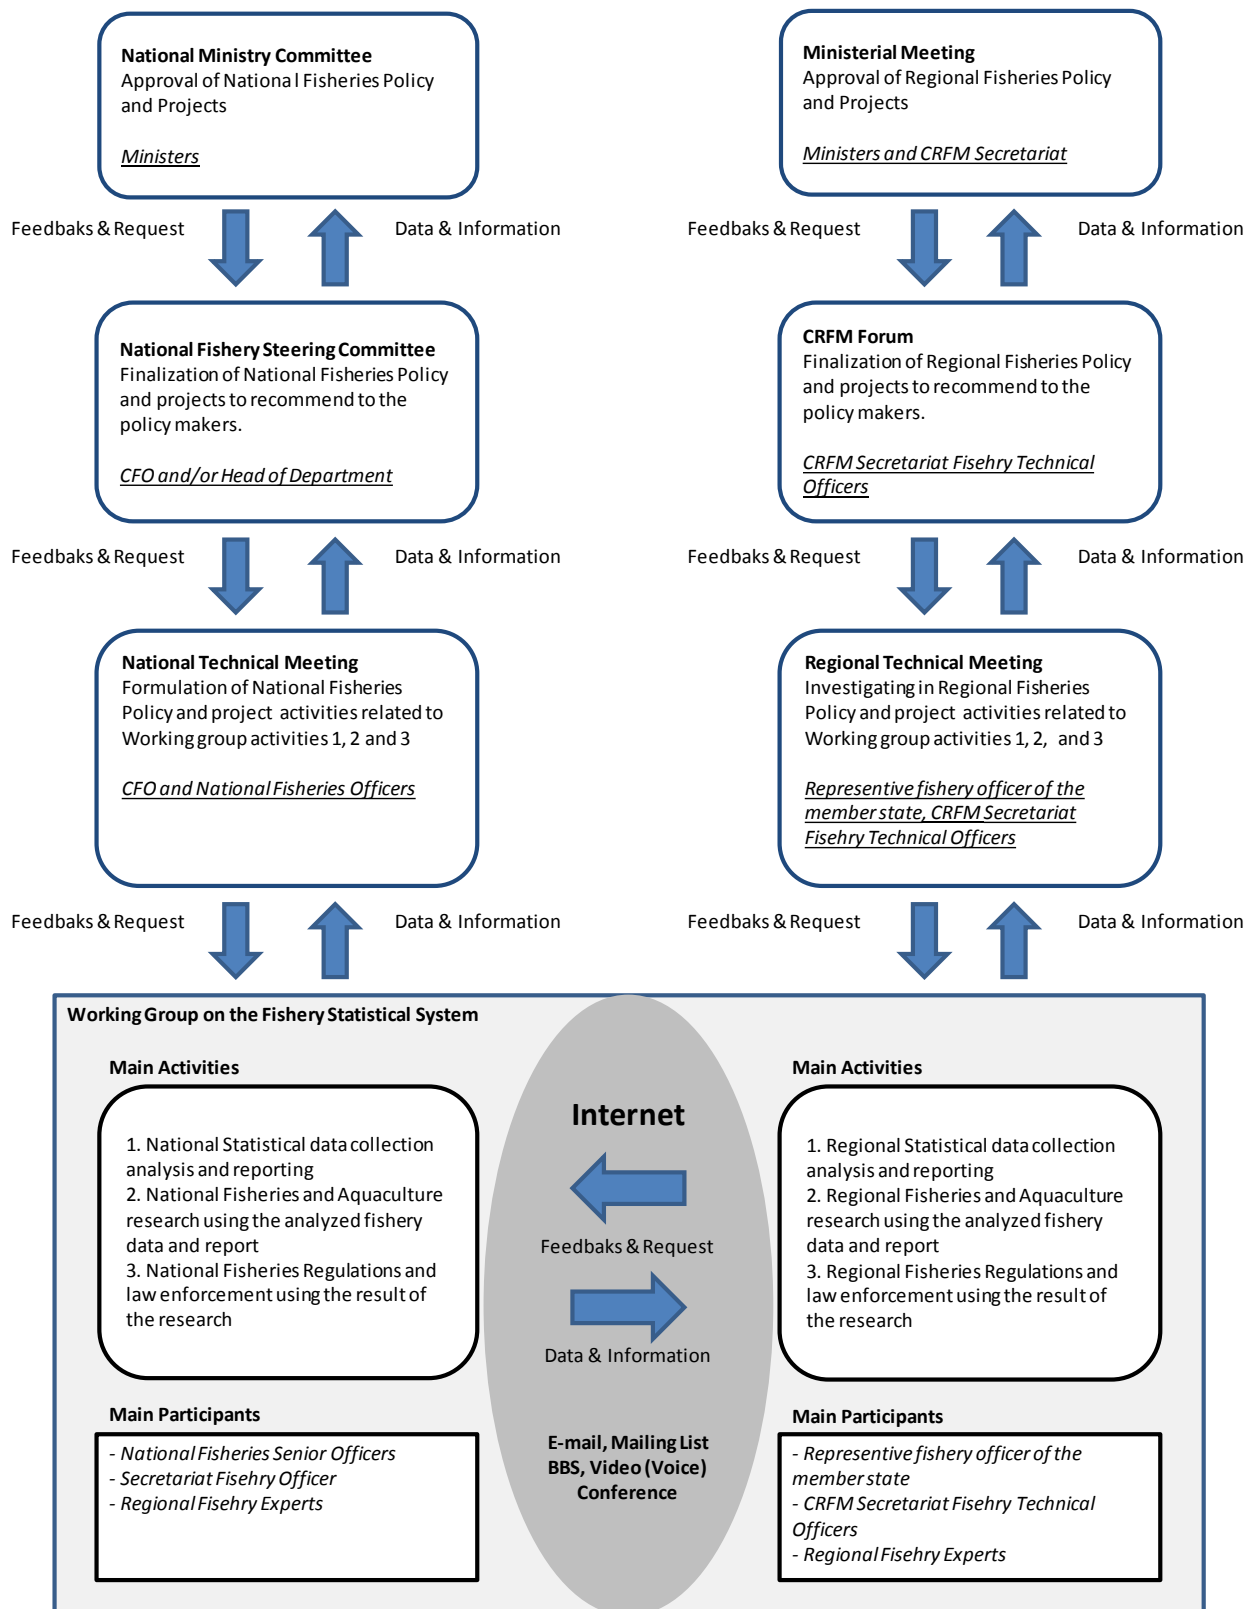 National Ministry Committee
Approval of National Fisheries Policy
and Projects
Ministers
Ministerial Meeting
Approval of Regional Fisheries Policy
and Projects
Ministers and CRFM Secretariat
Feedbaks & Request
Data & Information
Feedbaks & Request
Data & Information
National Fishery Steering Committee
Finalization of National Fisheries Policy
and projects to recommend to the
policy makers.
CFO and/or Head of Department
CRFM Forum
Finalization of Regional Fisheries Policy
and projects to recommend to the
policy makers.
CRFM Secretariat Fisehry Technical
Officers
Feedbaks & Request
Data & Information
Feedbaks & Request
Data & Information
National Technical Meeting
Formulation of National Fisheries
Policy and project activities related to
Working group activities 1, 2 and 3
CFO and National Fisheries Officers
Regional Technical Meeting
Investigating in Regional Fisheries
Policy and project activities related to
Working group activities 1, 2, and 3
Representive fishery officer of the
member state, CRFM Secretariat
Fisehry Technical Officers
Feedbaks & Request
Data & Information
Feedbaks & Request
Data & Information
Working Group on the Fishery Statistical System
Main Activities
1. National Statistical data collection
analysis and reporting
2. National Fisheries and Aquaculture
research using the analyzed fishery
data and report
3. National Fisheries Regulations and
law enforcement using the result of
the research
Main Participants
- National Fisheries Senior Officers
- Secretariat Fisehry Officer
- Regional Fisehry Experts
Internet
Feedbaks & Request
Data & Information
E-mail, Mailing List
BBS, Video (Voice)
Conference
Main Activities
1. Regional Statistical data collection
analysis and reporting
2. Regional Fisheries and Aquaculture
research using the analyzed fishery
data and report
3. Regional Fisheries Regulations and
law enforcement using the result of
the research
Main Participants
- Representive fishery officer of the
member state
- CRFM Secretariat Fisehry Technical
Officers
- Regional Fisehry Experts